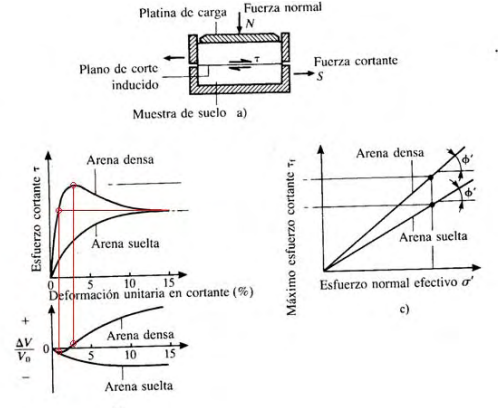 Platina de carga
Fuerza normal
N
Plano de corte
inducido
τ
Fuerza cortante
S
Muestra de suelo a)
Esfuerzo cortante τ
Arena densa
Arena suelta
0
5
10
15
Deformación unitaria en cortante (%)
+
ΔV
V₀
0
5
10
15
−
Arena densa
Arena suelta
Máximo esfuerzo cortante τf
Arena densa
ϕ'
ϕ'
Arena suelta
Esfuerzo normal efectivo σ'
c)